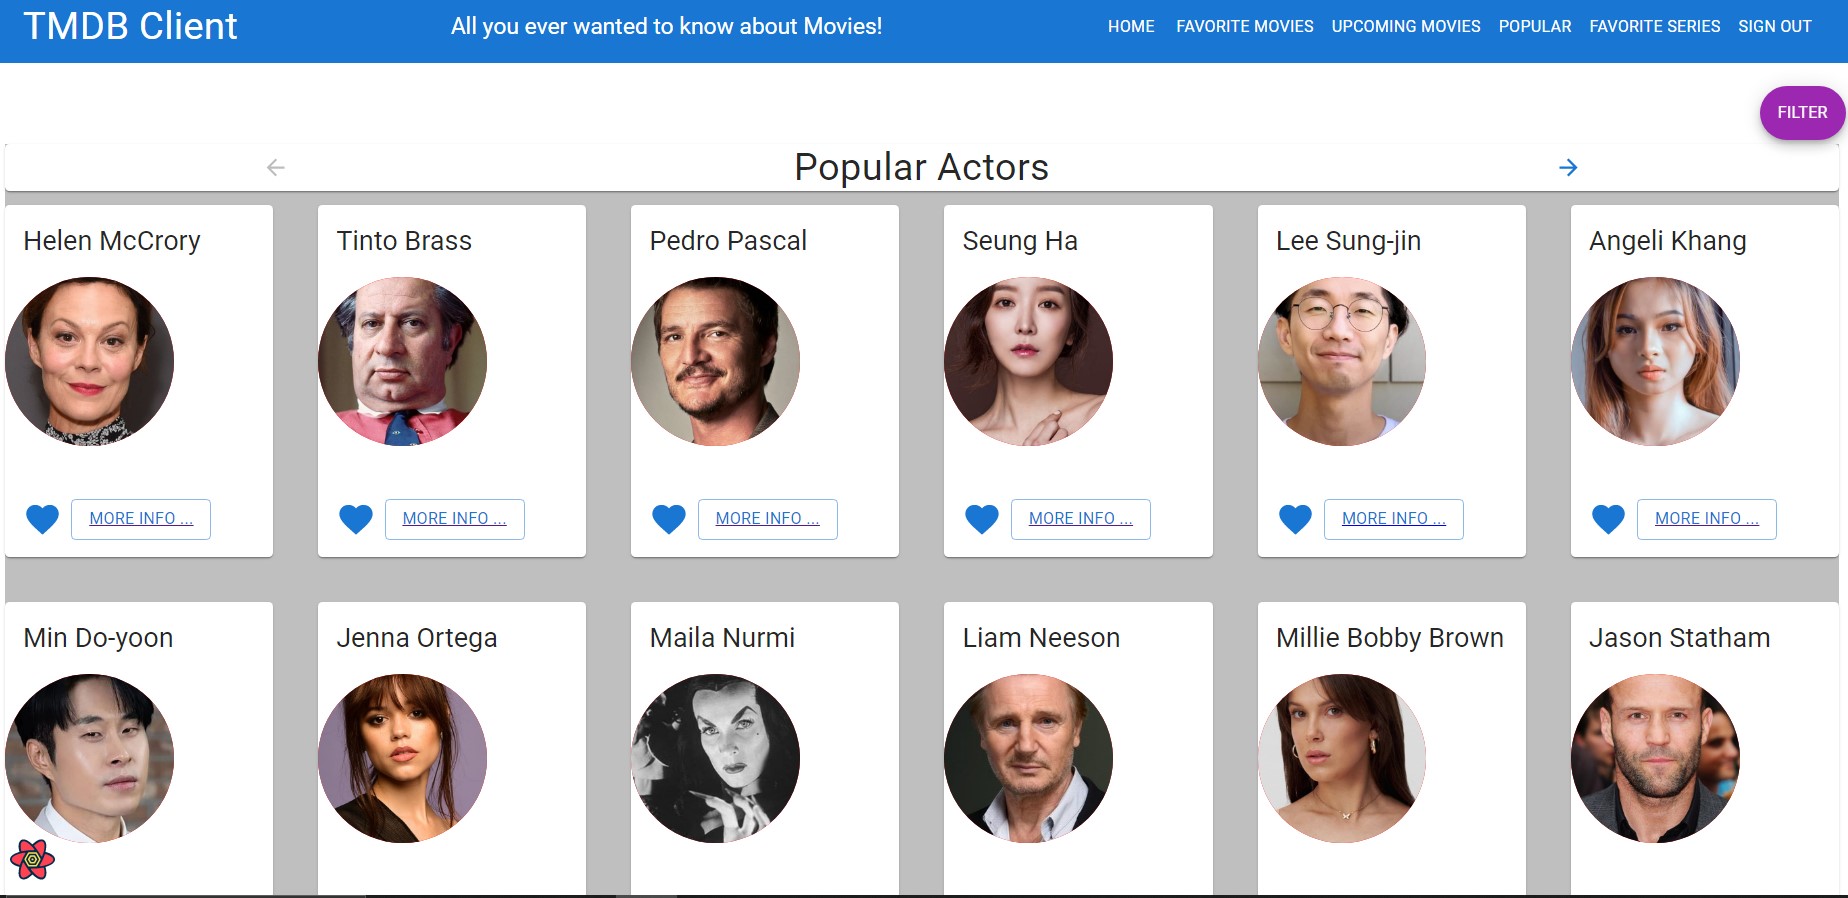 TMDB Client
All you ever wanted to know about Movies!
HOME FAVORITE MOVIES UPCOMING MOVIES POPULAR FAVORITE SERIES SIGN OUT
FILTER
Popular Actors
Helen McCrory Tinto Brass Pedro Pascal Seung Ha Lee Sung-jin Angeli Khang
MORE INFO ... MORE INFO ... MORE INFO ... MORE INFO ... MORE INFO ... MORE INFO ...
Min Do-yoon Jenna Ortega Maila Nurmi Liam Neeson Millie Bobby Brown Jason Statham